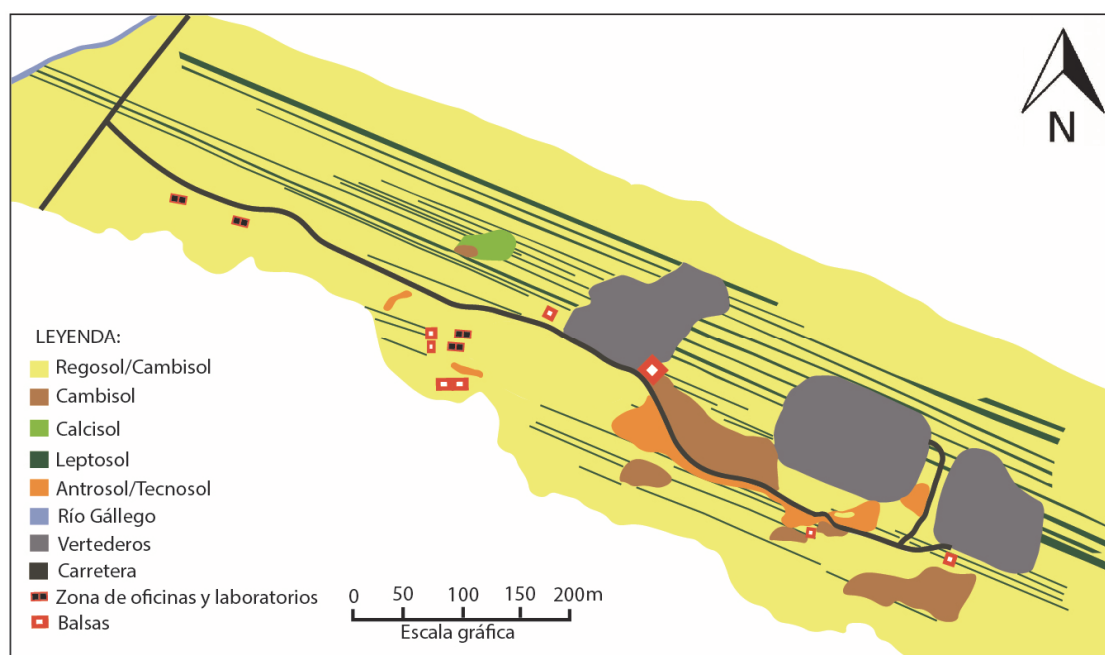 N
LEYENDA:
Regosol/Cambisol
Cambisol
Calcisol
Leptosol
Antrosol/Tecnosol
Río Gállego
Vertederos
Carretera
Zona de oficinas y laboratorios
Balsas
0 50 100 150 200m
Escala gráfica